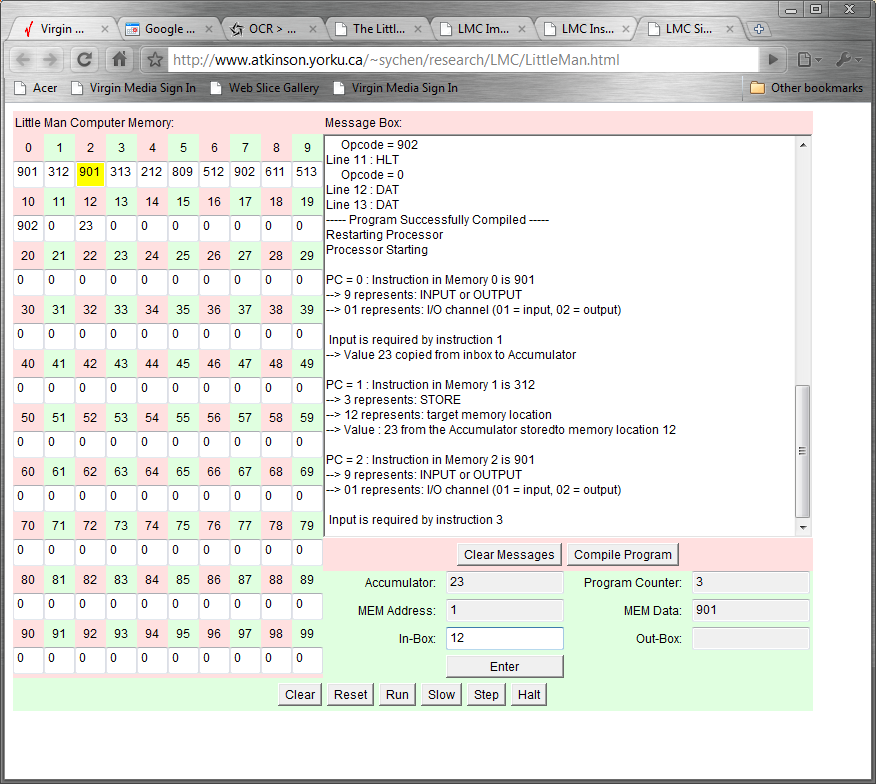 Virgin ...
Google ...
OCR > ...
The Little...
LMC Im...
LMC Ins...
LMC Si...
http://www.atkinson.yorku.ca/~sychen/research/LMC/LittleMan.html
Acer Virgin Media Sign In Web Slice Gallery Virgin Media Sign In Other bookmarks
Little Man Computer Memory:
0 1 2 3 4 5 6 7 8 9
901 312 901 313 212 809 512 902 611 513
10 11 12 13 14 15 16 17 18 19
902 0 23 0 0 0 0 0 0 0
20 21 22 23 24 25 26 27 28 29
0 0 0 0 0 0 0 0 0 0
30 31 32 33 34 35 36 37 38 39
0 0 0 0 0 0 0 0 0 0
40 41 42 43 44 45 46 47 48 49
0 0 0 0 0 0 0 0 0 0
50 51 52 53 54 55 56 57 58 59
0 0 0 0 0 0 0 0 0 0
60 61 62 63 64 65 66 67 68 69
0 0 0 0 0 0 0 0 0 0
70 71 72 73 74 75 76 77 78 79
0 0 0 0 0 0 0 0 0 0
80 81 82 83 84 85 86 87 88 89
0 0 0 0 0 0 0 0 0 0
90 91 92 93 94 95 96 97 98 99
0 0 0 0 0 0 0 0 0 0
Message Box:
Opcode = 902
Line 11 : HLT
Opcode = 0
Line 12 : DAT
Line 13 : DAT
----- Program Successfully Compiled -----
Restarting Processor
Processor Starting
PC = 0 : Instruction in Memory 0 is 901
--> 9 represents: INPUT or OUTPUT
--> 01 represents: I/O channel (01 = input, 02 = output)
Input is required by instruction 1
--> Value 23 copied from inbox to Accumulator
PC = 1 : Instruction in Memory 1 is 312
--> 3 represents: STORE
--> 12 represents: target memory location
--> Value : 23 from the Accumulator storedto memory location 12
PC = 2 : Instruction in Memory 2 is 901
--> 9 represents: INPUT or OUTPUT
--> 01 represents: I/O channel (01 = input, 02 = output)
Input is required by instruction 3
Clear Messages Compile Program
Accumulator: 23 Program Counter: 3
MEM Address: 1 MEM Data: 901
In-Box: 12 Out-Box:
Enter
Clear Reset Run Slow Step Halt